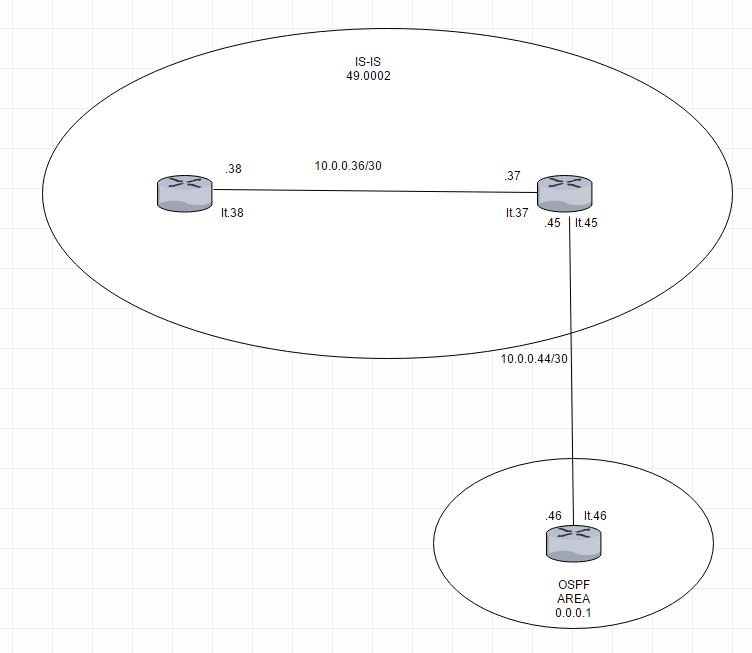 IS-IS
49.0002
.38
10.0.0.36/30
.37
lt.38
lt.37
.45
lt.45
10.0.0.44/30
.46
lt.46
OSPF
AREA
0.0.0.1